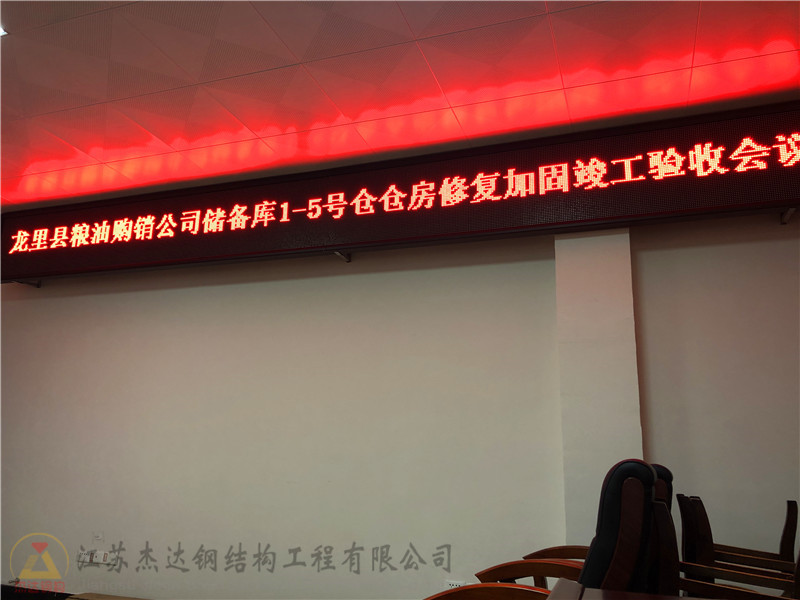 龙里县粮油购销公司储备库1-5号仓仓房修复加固竣工验收会议
江苏杰达钢结构工程有限公司